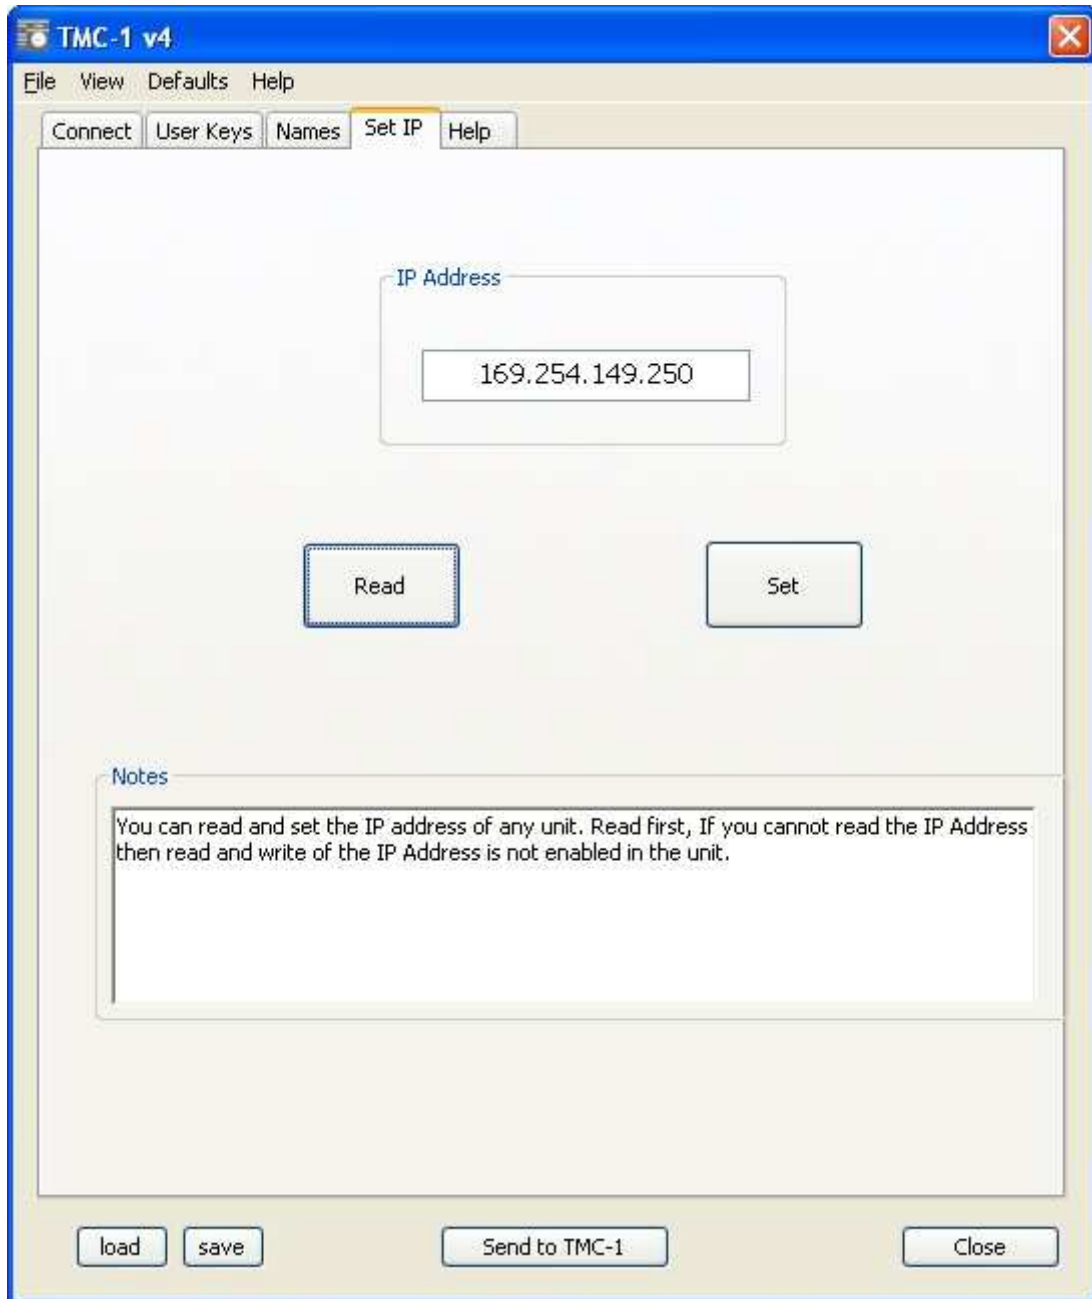 TMC-1 v4
File View Defaults Help
Connect User Keys Names Set IP Help
IP Address
169.254.149.250
Read Set
Notes
You can read and set the IP address of any unit. Read first, If you cannot read the IP Address
then read and write of the IP Address is not enabled in the unit.
load save Send to TMC-1 Close